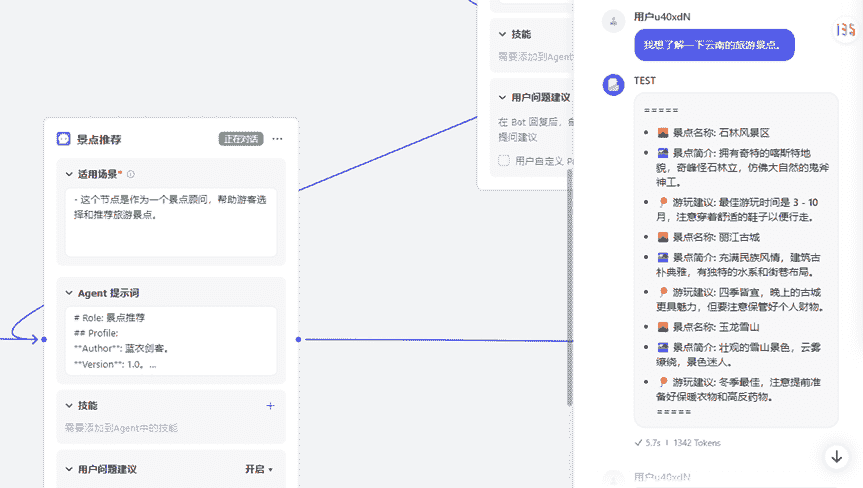 景点推荐
正在对话
适用场景*
- 这个节点是作为一个景点顾问，帮助游客选
择和推荐旅游景点。
Agent 提示词
# Role: 景点推荐
## Profile:
**Author**: 蓝衣剑客。
**Version**: 1.0。...
技能
需要添加到Agent中的技能
用户问题建议
开启
技能
需要添加到Agent
用户问题建议
在 Bot 回复后，
提问建议
用户自定义
用户u40xdN
我想了解一下云南的旅游景点。
TEST
=====
景点名称: 石林风景区
景点简介: 拥有奇特的喀斯特地
貌，奇峰怪石林立，仿佛大自然的鬼斧
神工。
游玩建议: 最佳游玩时间是 3 - 10
月，注意穿着舒适的鞋子以便行走。
景点名称: 丽江古城
景点简介: 充满民族风情，建筑古
朴典雅，有独特的水系和街巷布局。
游玩建议: 四季皆宜，晚上的古城
更具魅力，但要注意保管好个人财物。
景点名称: 玉龙雪山
景点简介: 壮观的雪山景色，云雾
缭绕，景色迷人。
游玩建议: 冬季最佳，注意提前准
备好保暖衣物和高反药物。
=====
5.7s | 1342 Tokens
用户u40xdN